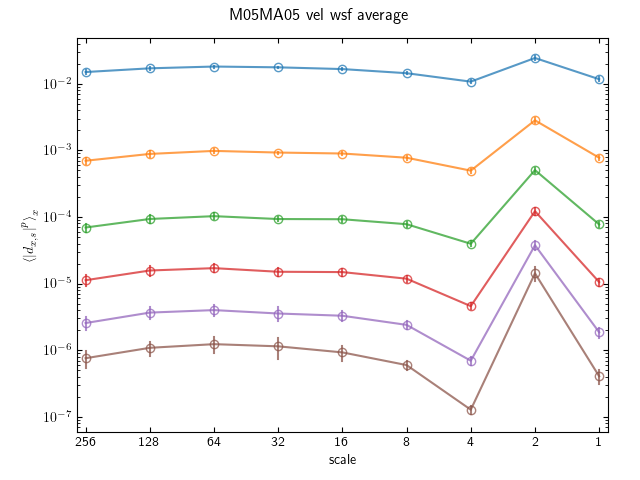 M05MA05 vel wsf average
10⁻²
10⁻³
10⁻⁴
10⁻⁵
10⁻⁶
10⁻⁷
⟨|d_{x,s}|^p⟩_x
256 128 64 32 16 8 4 2 1
scale